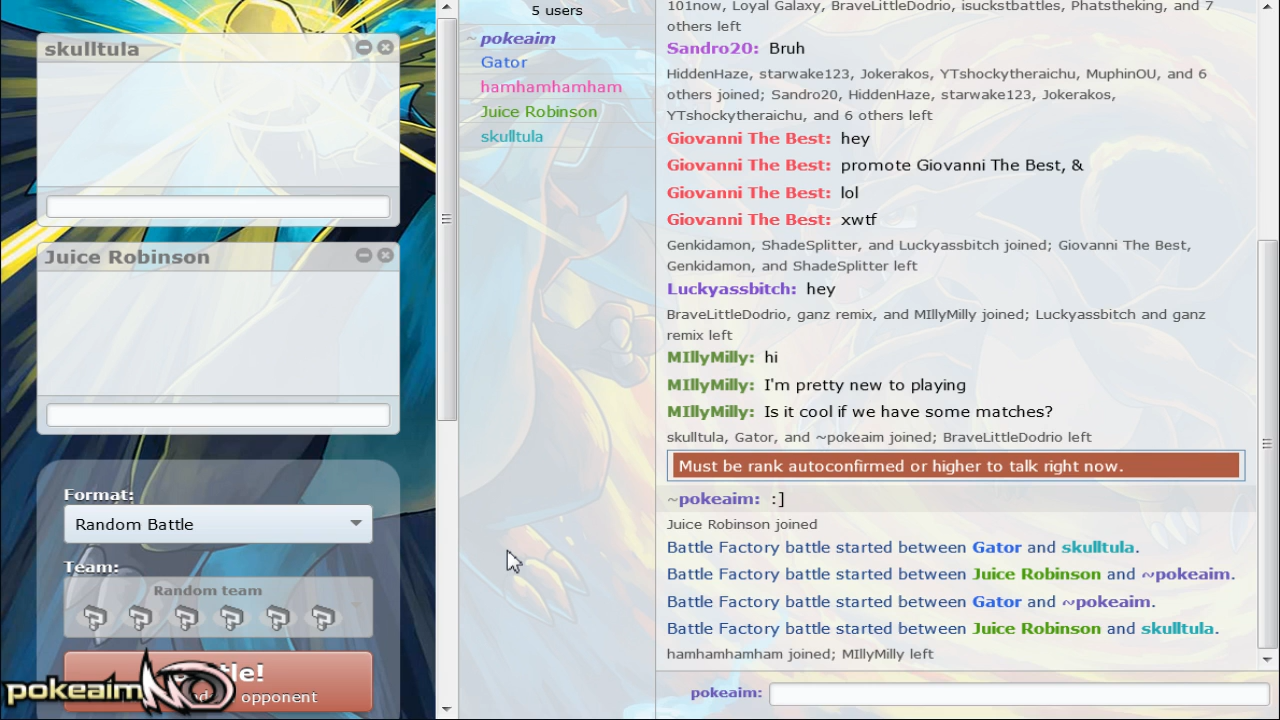 skulltula
Juice Robinson
Format:
Random Battle
Team:
Random team
opponent
pokeaim
5 users
~ pokeaim
Gator
hamhamhamham
Juice Robinson
skulltula
101now, Loyal Galaxy, BraveLittleDodrio, isuckstbattles, Phatstheking, and 7
others left
Sandro20: Bruh
HiddenHaze, starwake123, Jokerakos, YTshockytheraichu, MuphinOU, and 6
others joined; Sandro20, HiddenHaze, starwake123, Jokerakos,
YTshockytheraichu, and 6 others left
Giovanni The Best: hey
Giovanni The Best: promote Giovanni The Best, &
Giovanni The Best: lol
Giovanni The Best: xwtf
Genkidamon, ShadeSplitter, and Luckyassbitch joined; Giovanni The Best,
Genkidamon, and ShadeSplitter left
Luckyassbitch: hey
BraveLittleDodrio, ganz remix, and MIllyMilly joined; Luckyassbitch and ganz
remix left
MIllyMilly: hi
MIllyMilly: I'm pretty new to playing
MIllyMilly: Is it cool if we have some matches?
skulltula, Gator, and ~pokeaim joined; BraveLittleDodrio left
Must be rank autoconfirmed or higher to talk right now.
~pokeaim: :]
Juice Robinson joined
Battle Factory battle started between Gator and skulltula.
Battle Factory battle started between Juice Robinson and ~pokeaim.
Battle Factory battle started between Gator and ~pokeaim.
Battle Factory battle started between Juice Robinson and skulltula.
hamhamhamham joined; MIllyMilly left
pokeaim: